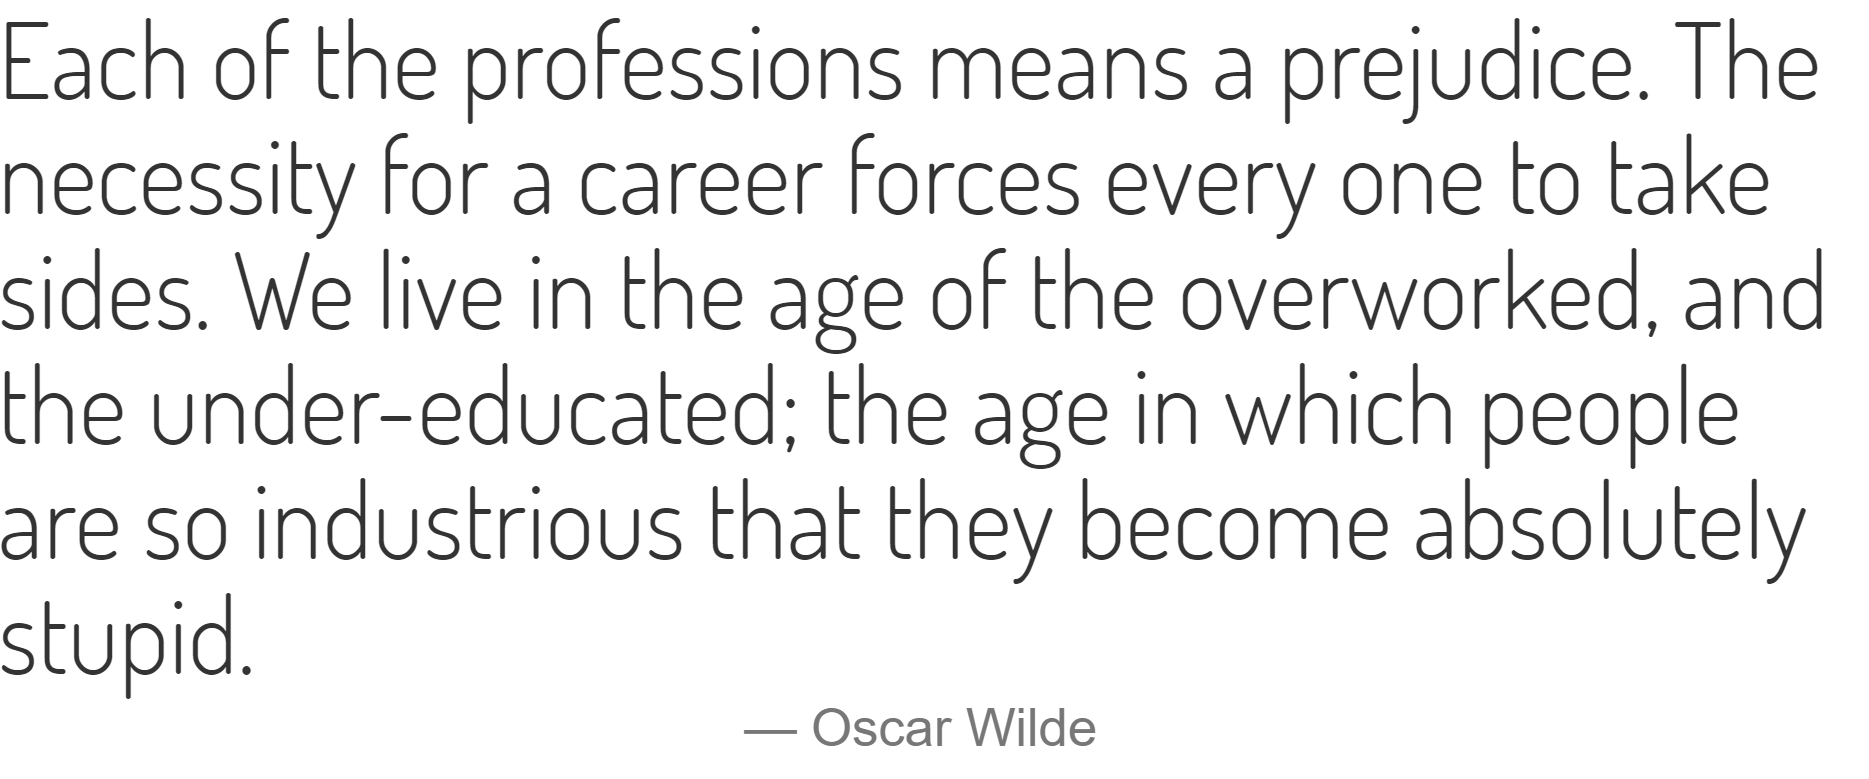 Each of the professions means a prejudice. The
necessity for a career forces every one to take
sides. We live in the age of the overworked, and
the under-educated; the age in which people
are so industrious that they become absolutely
stupid.
— Oscar Wilde